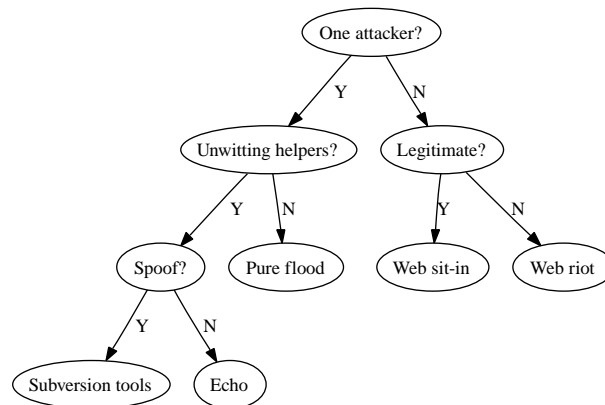 One attacker?
Y
N
Unwitting helpers?
Legitimate?
Y
N
Y
N
Spoof?
Pure flood
Web sit-in
Web riot
Y
N
Subversion tools
Echo